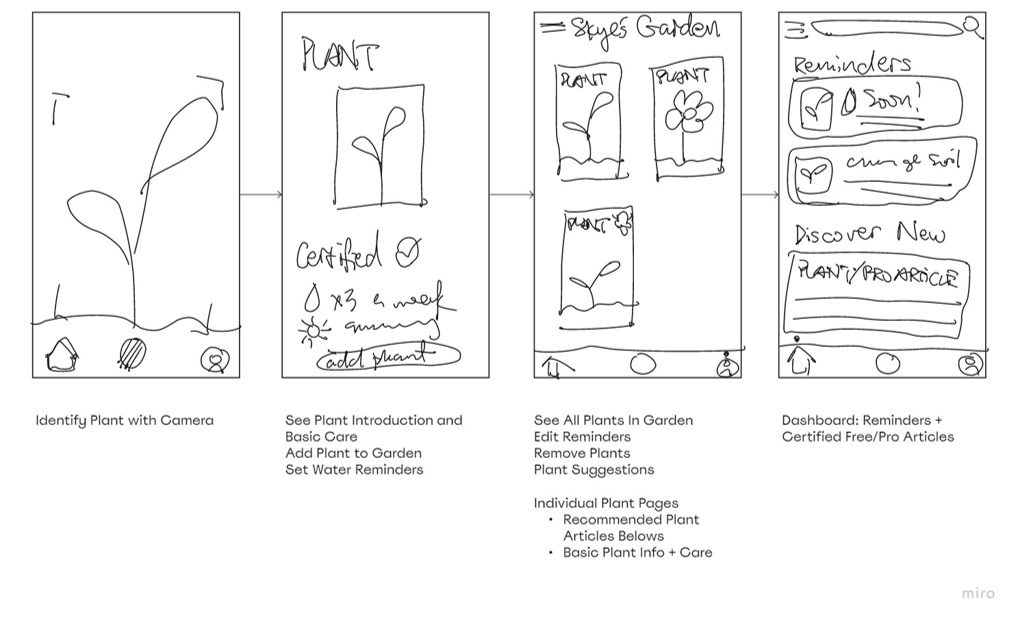 PLANT
Certified
x3 a week
add plant
Skye's Garden
PLANT
PLANT
PLANT
Reminders
Soon!
change soil
Discover New
PLANT/PRO ARTICLE
Identify Plant with Camera
See Plant Introduction and
Basic Care
Add Plant to Garden
Set Water Reminders
See All Plants In Garden
Edit Reminders
Remove Plants
Plant Suggestions
Individual Plant Pages
• Recommended Plant
Articles Belows
• Basic Plant Info + Care
Dashboard: Reminders +
Certified Free/Pro Articles
miro